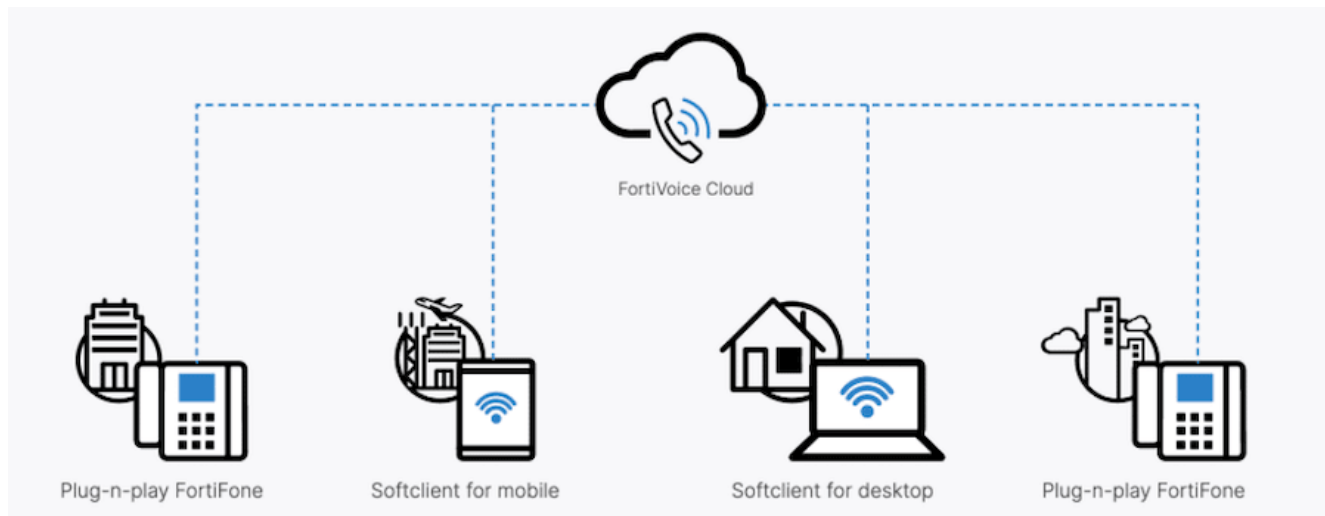 FortiVoice Cloud
Plug-n-play FortiFone
Softclient for mobile
Softclient for desktop
Plug-n-play FortiFone